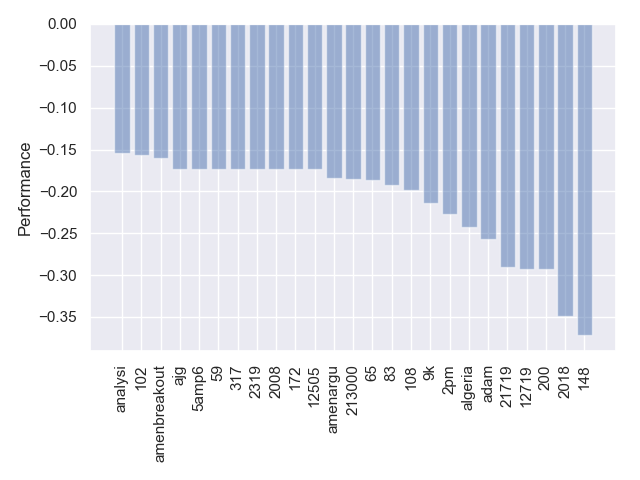 0.00
−0.05
−0.10
−0.15
−0.20
−0.25
−0.30
−0.35
Performance
analysi
102
amenbreakout
ajg
5amp6
59
317
2319
2008
172
12505
amenargu
213000
65
83
108
9k
2pm
algeria
adam
21719
12719
200
2018
148